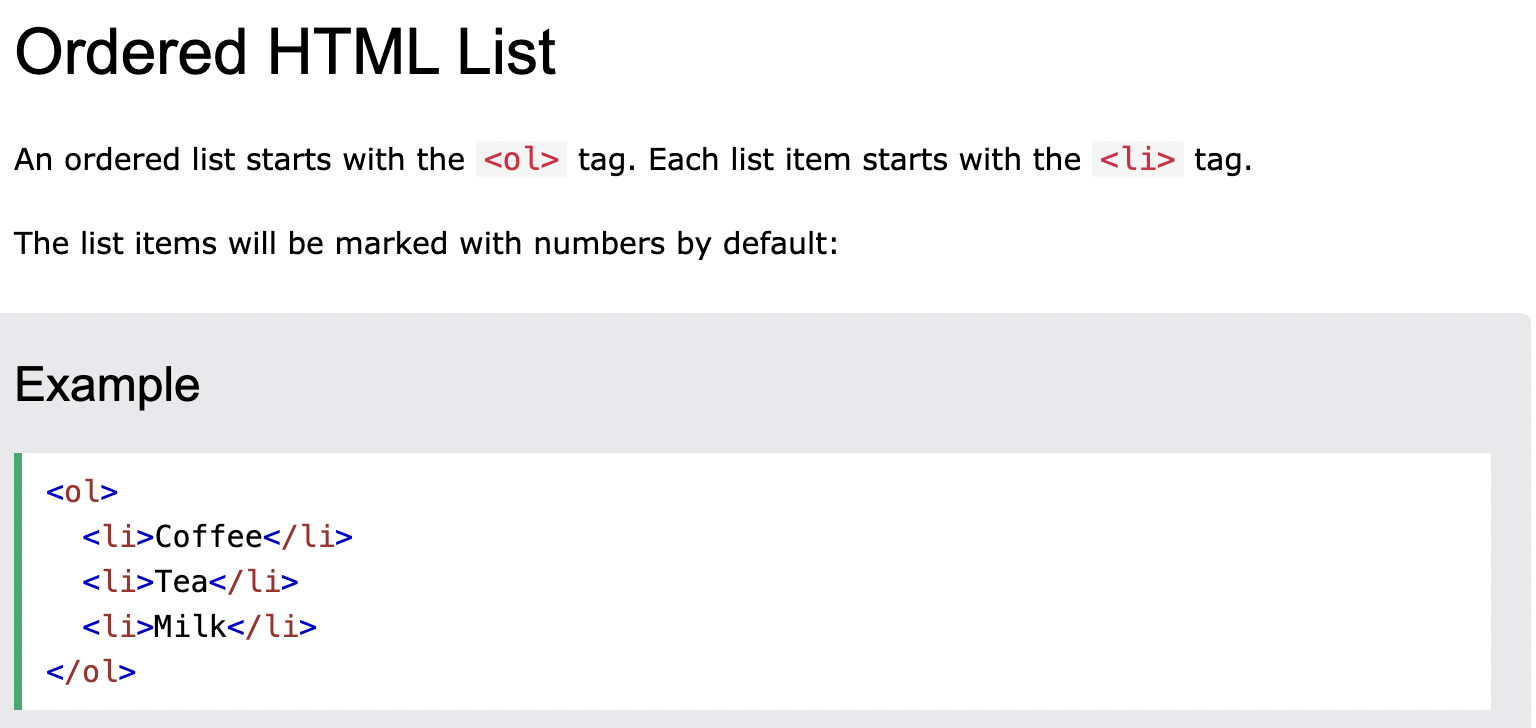 Ordered HTML List
An ordered list starts with the <ol> tag. Each list item starts with the <li> tag.
The list items will be marked with numbers by default:
Example
<ol>
  <li>Coffee</li>
  <li>Tea</li>
  <li>Milk</li>
</ol>